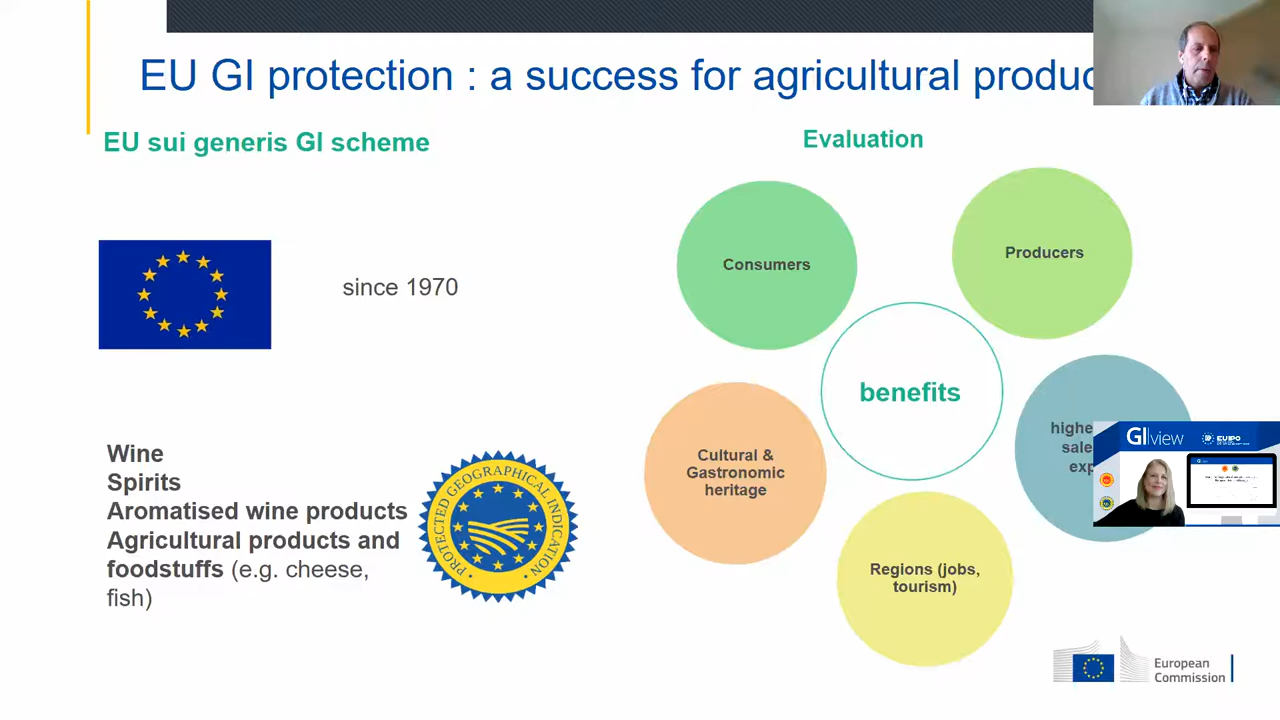 EU GI protection : a success for agricultural
EU sui generis GI scheme
Evaluation
since 1970
Consumers
Producers
benefits
Cultural &
Gastronomic
heritage
Regions (jobs,
tourism)
Wine
Spirits
Aromatised wine products
Agricultural products and
foodstuffs (e.g. cheese,
fish)
PROTECTED GEOGRAPHICAL INDICATION
GIview
EUIPO
European
Commission